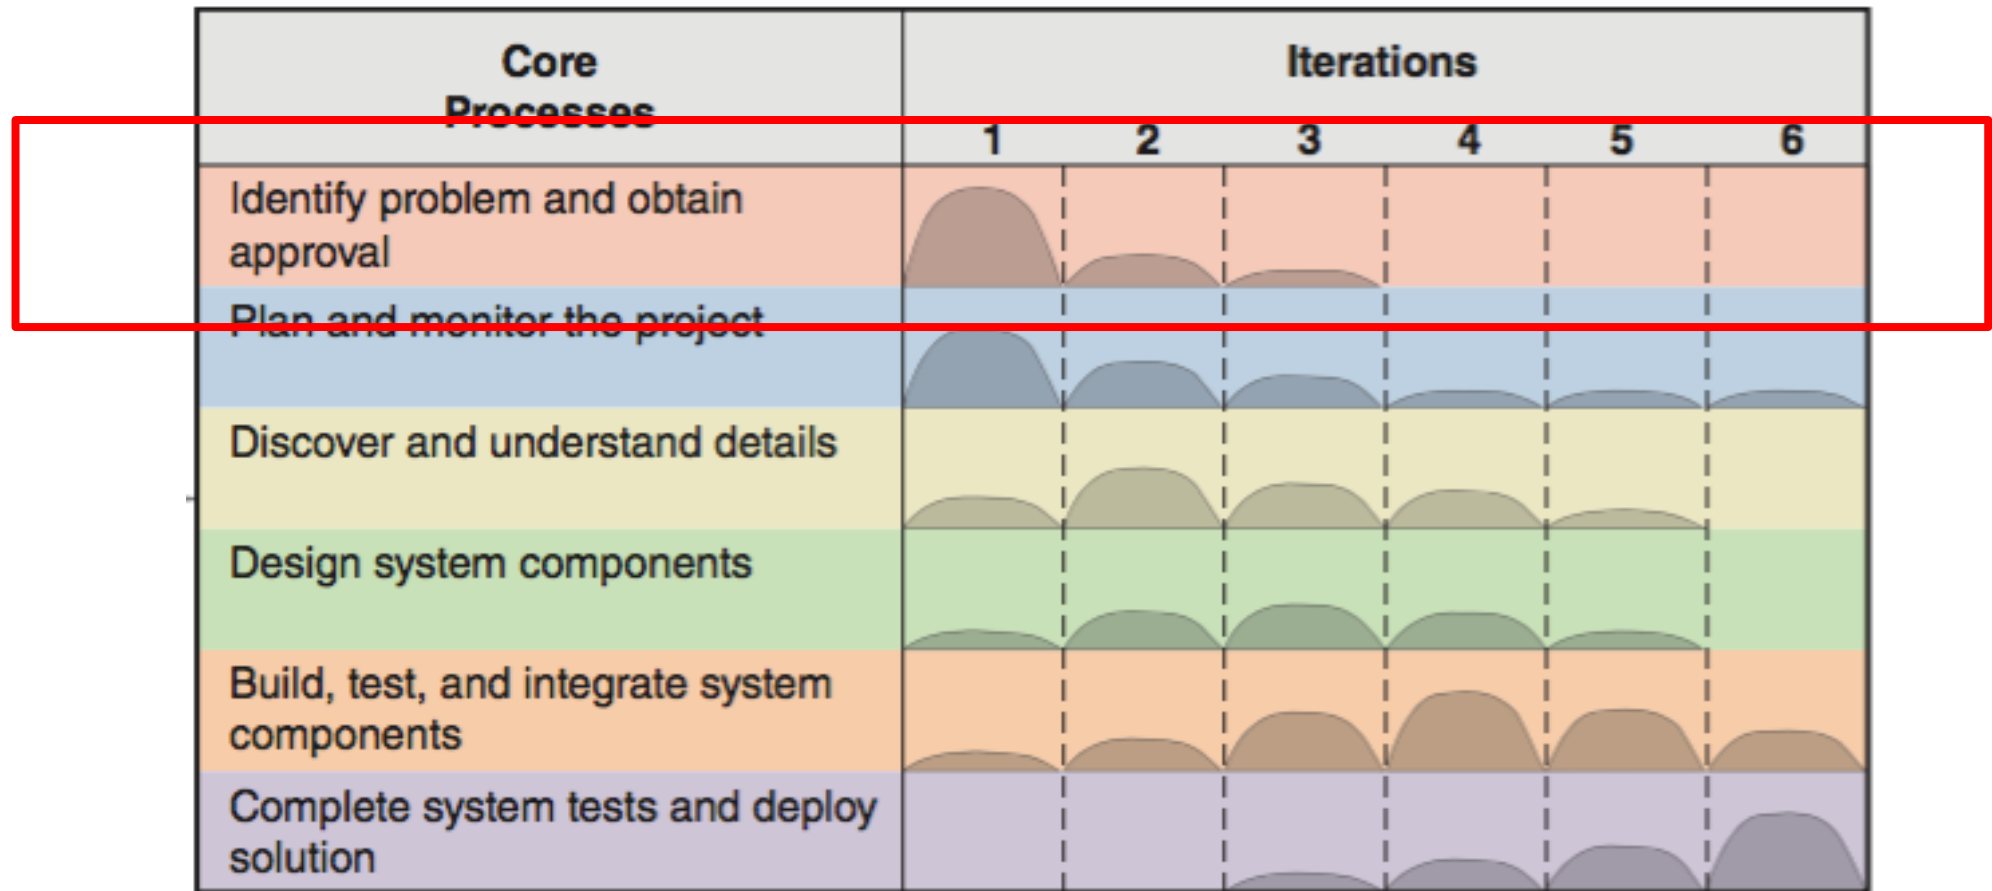 Core
Processes
Iterations
1 2 3 4 5 6
Identify problem and obtain
approval
Plan and monitor the project
Discover and understand details
Design system components
Build, test, and integrate system
components
Complete system tests and deploy
solution